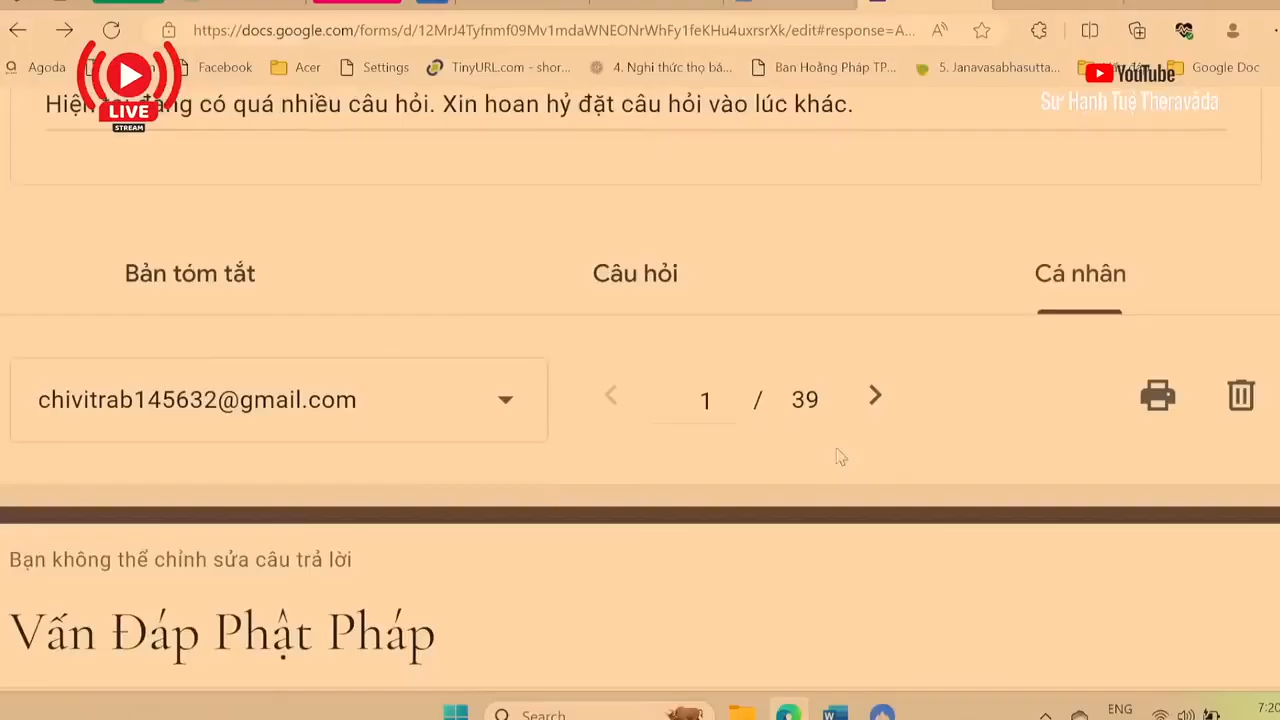 https://docs.google.com/forms/d/12MrJ4Tyfnmf09Mv1mdaWNEONrWhFy1feKHu4uxrsrXk/edit#response=A...
Agoda
Facebook
Acer
Settings
TinyURL.com - shor...
4. Nghi thức thọ bá...
Ban Hoằng Pháp TP...
5. Janavasabhasutta...
Google Doc
LIVE
STREAM
YouTube
Sư Hạnh Tuệ Theravāda
đang có quá nhiều câu hỏi. Xin hoan hỷ đặt câu hỏi vào lúc khác.
Bản tóm tắt
Câu hỏi
Cá nhân
chivitrab145632@gmail.com
1 / 39
Bạn không thể chỉnh sửa câu trả lời
Vấn Đáp Phật Pháp
Search
ENG